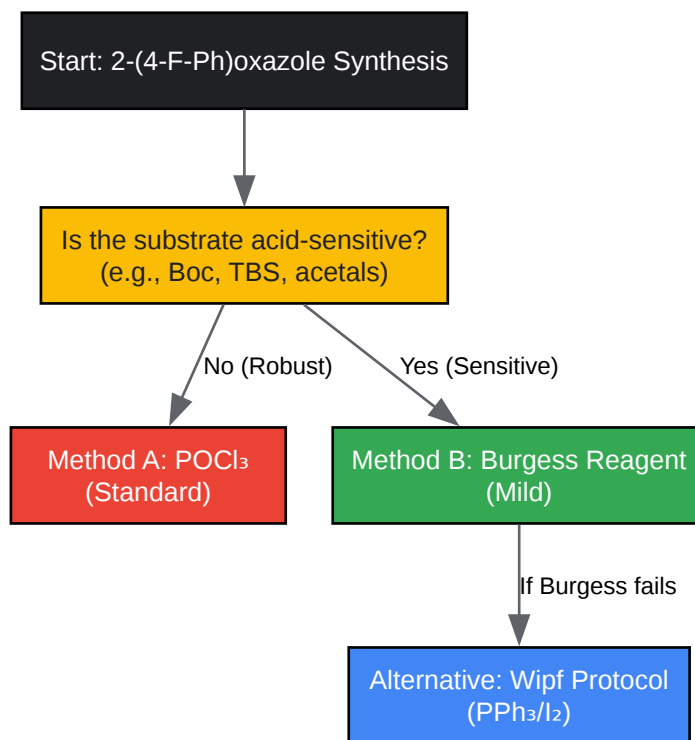 Start: 2-(4-F-Ph)oxazole Synthesis
Is the substrate acid-sensitive?
(e.g., Boc, TBS, acetals)
No (Robust)
Yes (Sensitive)
Method A: POCl₃
(Standard)
Method B: Burgess Reagent
(Mild)
If Burgess fails
Alternative: Wipf Protocol
(PPh₃/I₂)